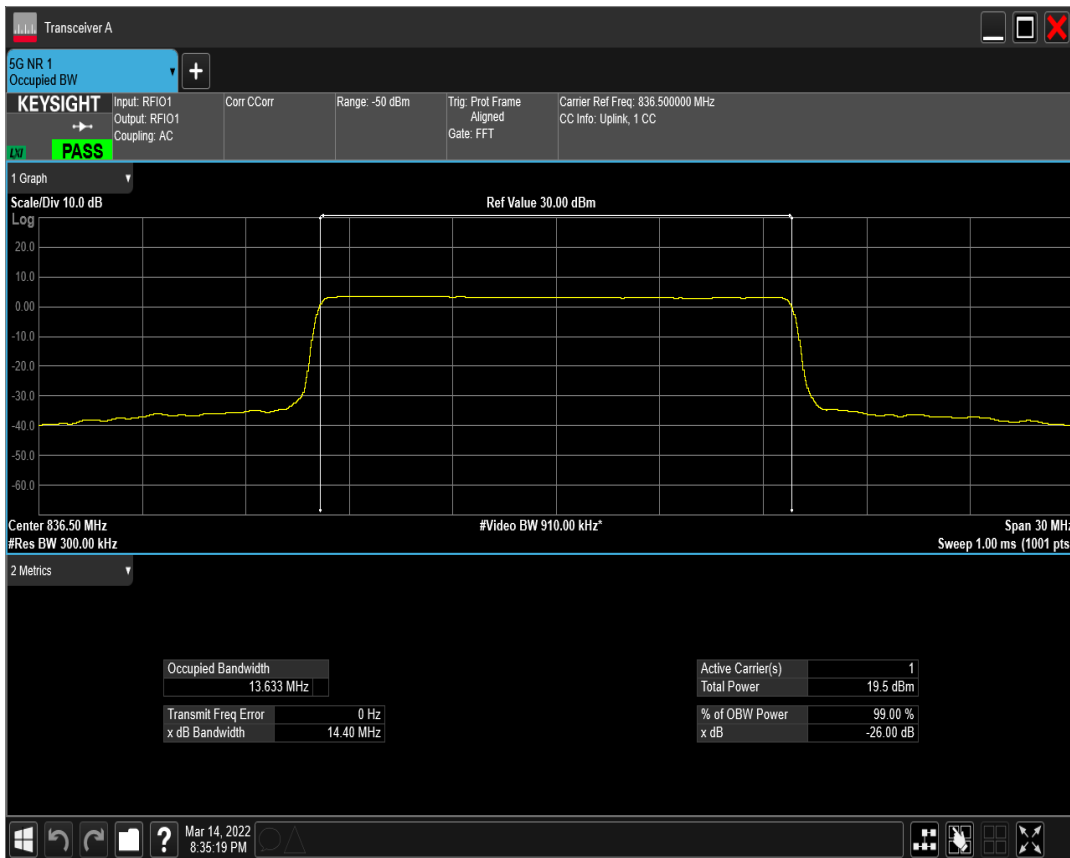 Transceiver A
5G NR 1
Occupied BW
KEYSIGHT
LXI
PASS
Input: RFIO1
Output: RFIO1
Coupling: AC
Corr CCorr
Range: -50 dBm
Trig: Prot Frame
Aligned
Gate: FFT
Carrier Ref Freq: 836.500000 MHz
CC Info: Uplink, 1 CC
1 Graph
Scale/Div 10.0 dB
Ref Value 30.00 dBm
Log
20.0
10.0
0.00
-10.0
-20.0
-30.0
-40.0
-50.0
-60.0
Center 836.50 MHz
#Video BW 910.00 kHz*
Span 30 MHz
#Res BW 300.00 kHz
Sweep 1.00 ms (1001 pts
2 Metrics
Occupied Bandwidth
13.633 MHz
Transmit Freq Error 0 Hz
x dB Bandwidth 14.40 MHz
Active Carrier(s) 1
Total Power 19.5 dBm
% of OBW Power 99.00 %
x dB -26.00 dB
?
Mar 14, 2022
8:35:19 PM